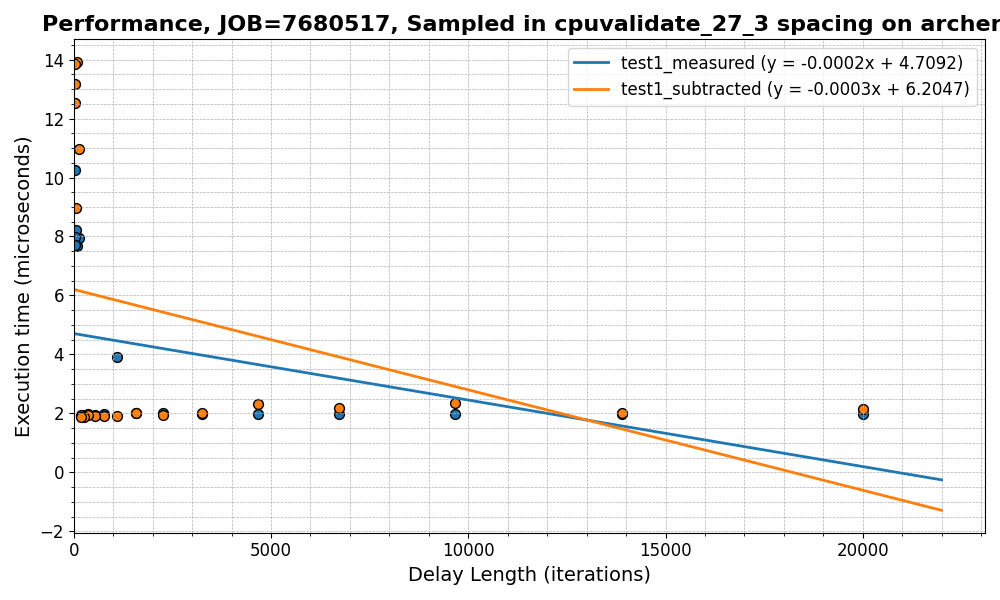 Performance, JOB=7680517, Sampled in cpuvalidate_27_3 spacing on archer
test1_measured (y = -0.0002x + 4.7092)
test1_subtracted (y = -0.0003x + 6.2047)
Execution time (microseconds)
14
12
10
8
6
4
2
0
−2
0 5000 10000 15000 20000
Delay Length (iterations)